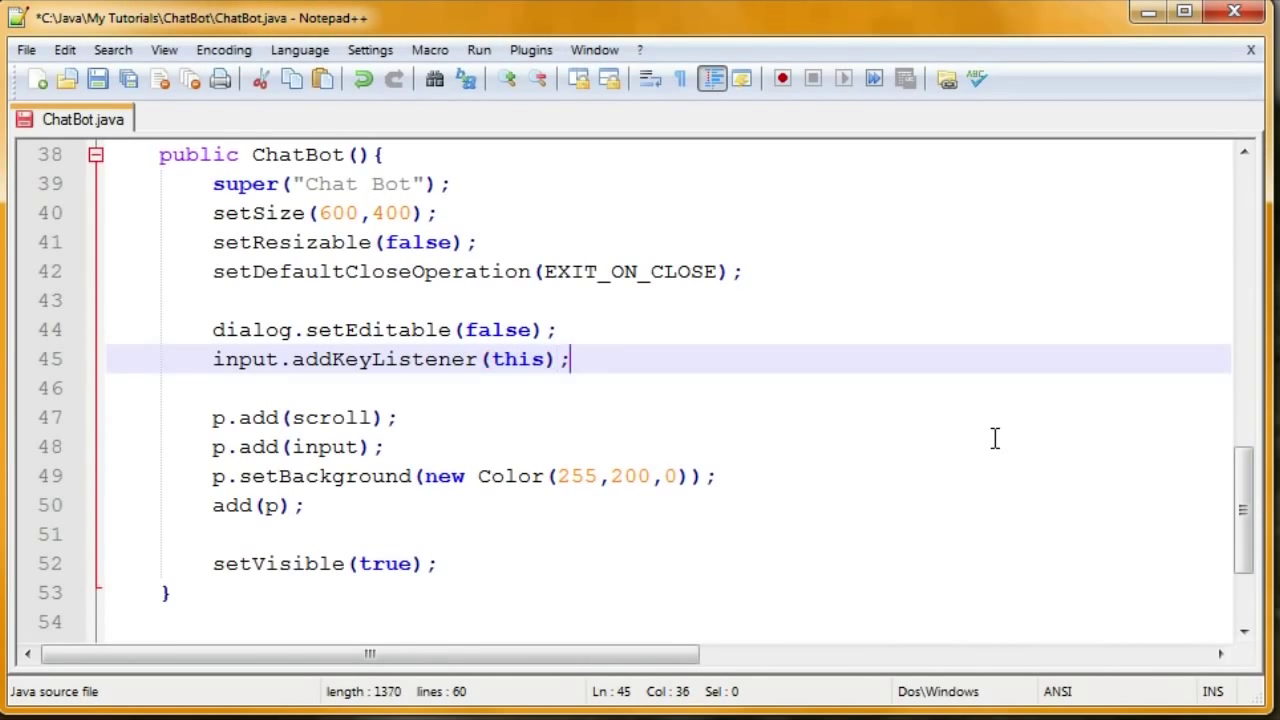 *C:\Java\My Tutorials\ChatBot\ChatBot.java - Notepad++
File Edit Search View Encoding Language Settings Macro Run Plugins Window ? X
ABC
ChatBot.java
38 public ChatBot(){
39 super("Chat Bot");
40 setSize(600,400);
41 setResizable(false);
42 setDefaultCloseOperation(EXIT_ON_CLOSE);
43
44 dialog.setEditable(false);
45 input.addKeyListener(this);
46
47 p.add(scroll);
48 p.add(input);
49 p.setBackground(new Color(255,200,0));
50 add(p);
51
52 setVisible(true);
53 }
54
Java source file length : 1370 lines : 60 Ln : 45 Col : 36 Sel : 0 Dos\Windows ANSI INS